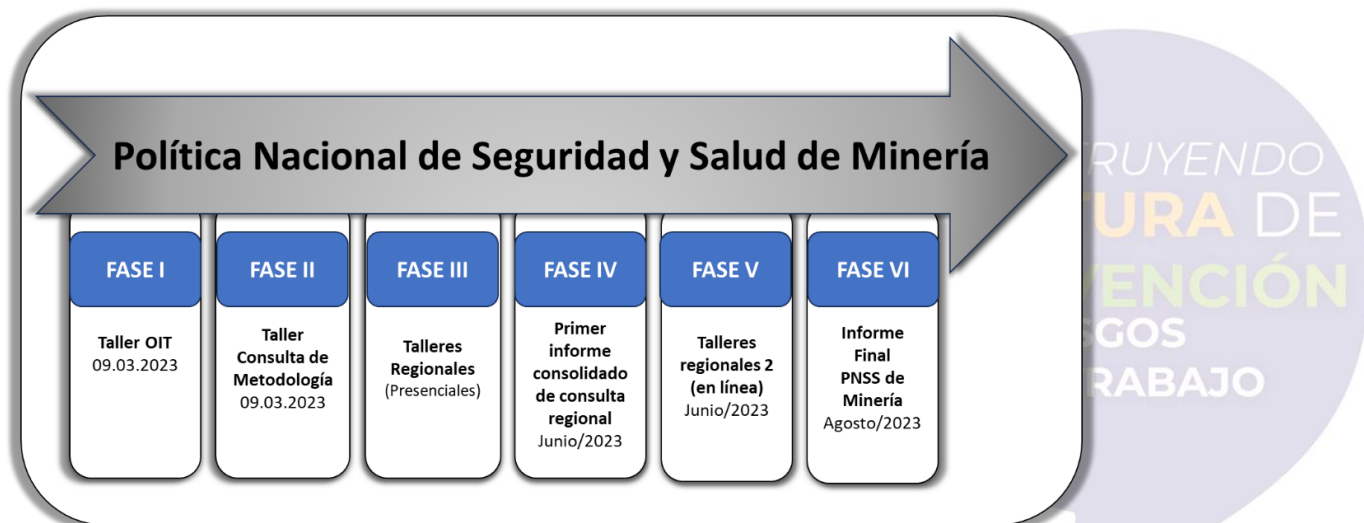 Política Nacional de Seguridad y Salud de Minería
FASE I
Taller OIT
09.03.2023
FASE II
Taller
Consulta de
Metodología
09.03.2023
FASE III
Talleres
Regionales
(Presenciales)
FASE IV
Primer
informe
consolidado
de consulta
regional
Junio/2023
FASE V
Talleres
regionales 2
(en línea)
Junio/2023
FASE VI
Informe
Final
PNSS de
Minería
Agosto/2023
RUYENDO
TURA DE
VENCIÓN
SGOS
RABAJO